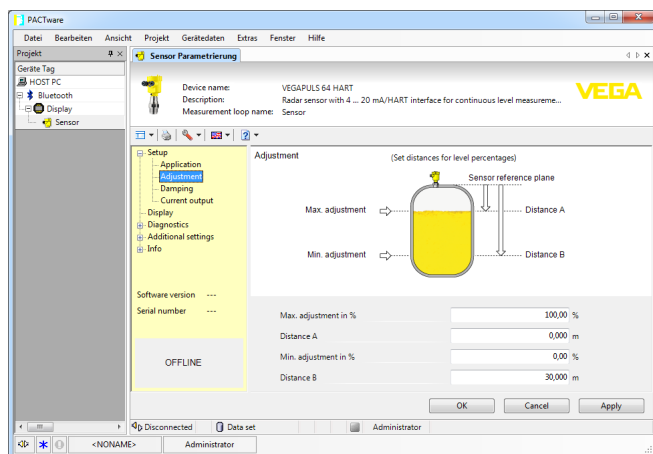 PACTware
Datei Bearbeiten Ansicht Projekt Gerätedaten Extras Fenster Hilfe
Projekt
Sensor Parametrierung
Geräte Tag
HOST PC
Bluetooth
Display
Sensor
Device name: VEGAPULS 64 HART
Description: Radar sensor with 4 ... 20 mA/HART interface for continuous level measureme...
Measurement loop name: Sensor
VEGA
Setup
Application
Adjustment
Damping
Current output
Display
Diagnostics
Additional settings
Info
Software version ---
Serial number ---
OFFLINE
Adjustment
(Set distances for level percentages)
Sensor reference plane
Max. adjustment
Distance A
Min. adjustment
Distance B
Max. adjustment in % 100,00 %
Distance A 0,000 m
Min. adjustment in % 0,00 %
Distance B 30,000 m
OK Cancel Apply
Disconnected Data set Administrator
<NONAME> Administrator